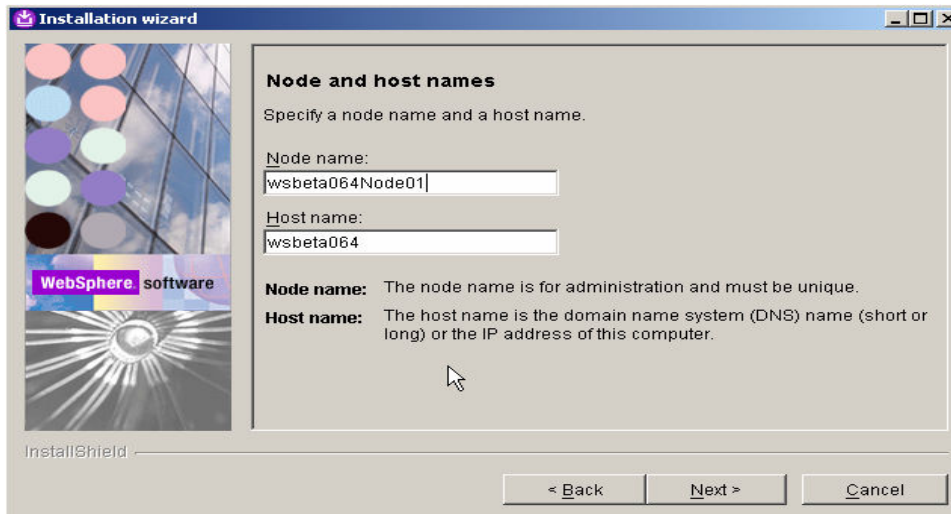 Installation wizard
Node and host names
Specify a node name and a host name.
Node name:
wsbeta064Node01
Host name:
wsbeta064
Node name: The node name is for administration and must be unique.
Host name: The host name is the domain name system (DNS) name (short or
long) or the IP address of this computer.
WebSphere. software
InstallShield
< Back Next > Cancel